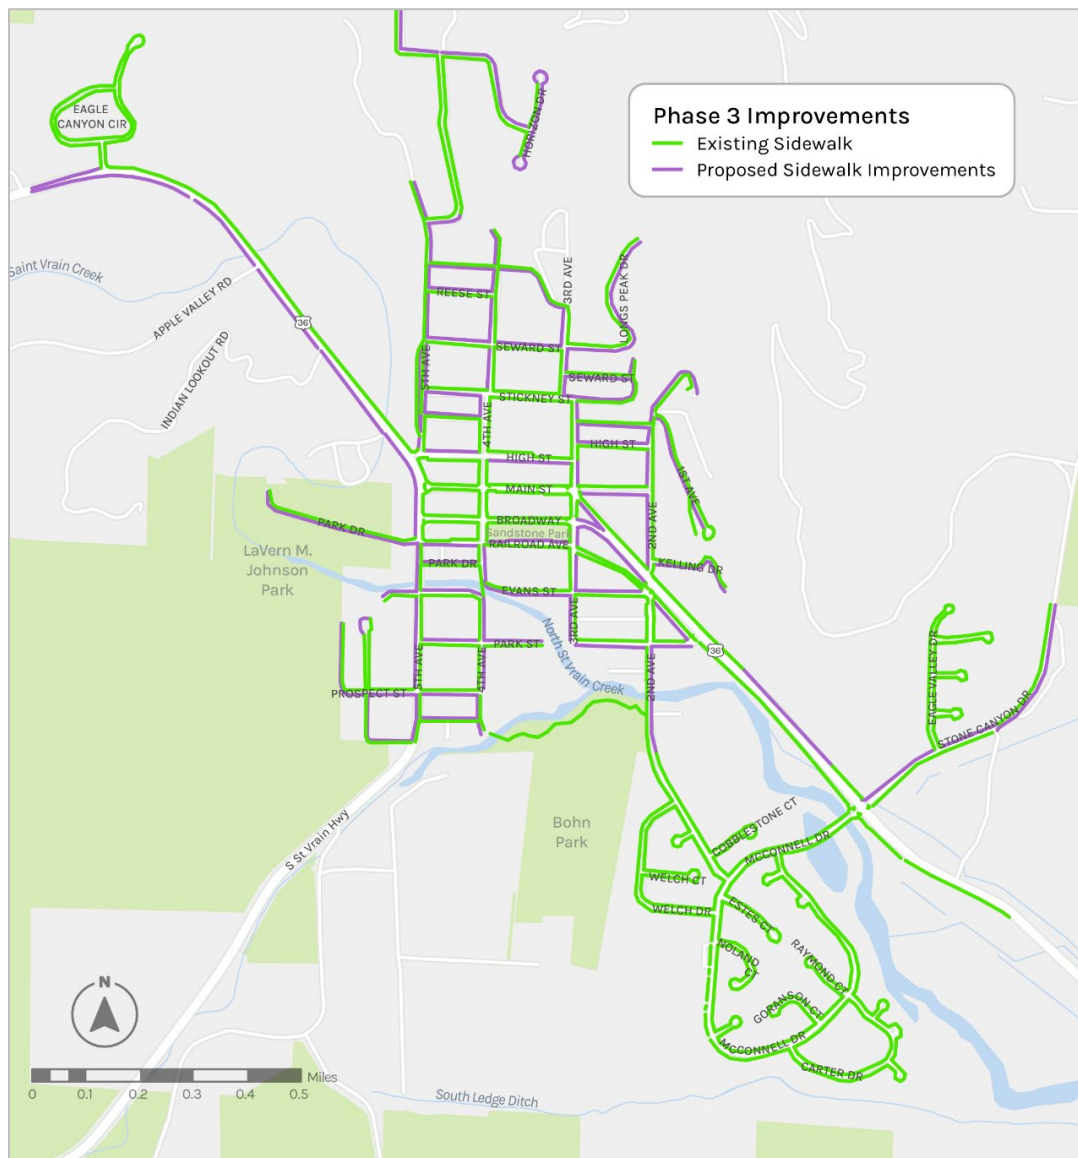 EAGLE
CANYON CIR
HORIZON DR
Phase 3 Improvements
Existing Sidewalk
Proposed Sidewalk Improvements
Saint Vrain Creek
APPLE VALLEY RD
36
INDIAN LOOKOUT RD
3RD AVE
LONGS PEAK DR
REESE ST
5TH AVE
SEWARD ST
SEWARD ST
STICKNEY ST
4TH AVE
HIGH ST
HIGH ST
1ST AVE
MAIN ST
2ND AVE
BROADWAY
Sandstone Park
RAILROAD AVE
PARK DR
LaVern M.
Johnson
Park
PARK DR
KELLING DR
EVANS ST
3RD AVE
North St Vrain Creek
PARK ST
36
5TH AVE
4TH AVE
2ND AVE
PROSPECT ST
EAGLE VALLEY DR
STONE CANYON DR
S St Vrain Hwy
Bohn
Park
COBBLESTONE CT
MCCONNELL DR
WELCH CT
WELCH DR
ESTES CT
NOLAND
CT
RAYMOND CT
GORANSON CT
MCCONNELL DR
CARTER DR
N
Miles
0 0.1 0.2 0.3 0.4 0.5
South Ledge Ditch